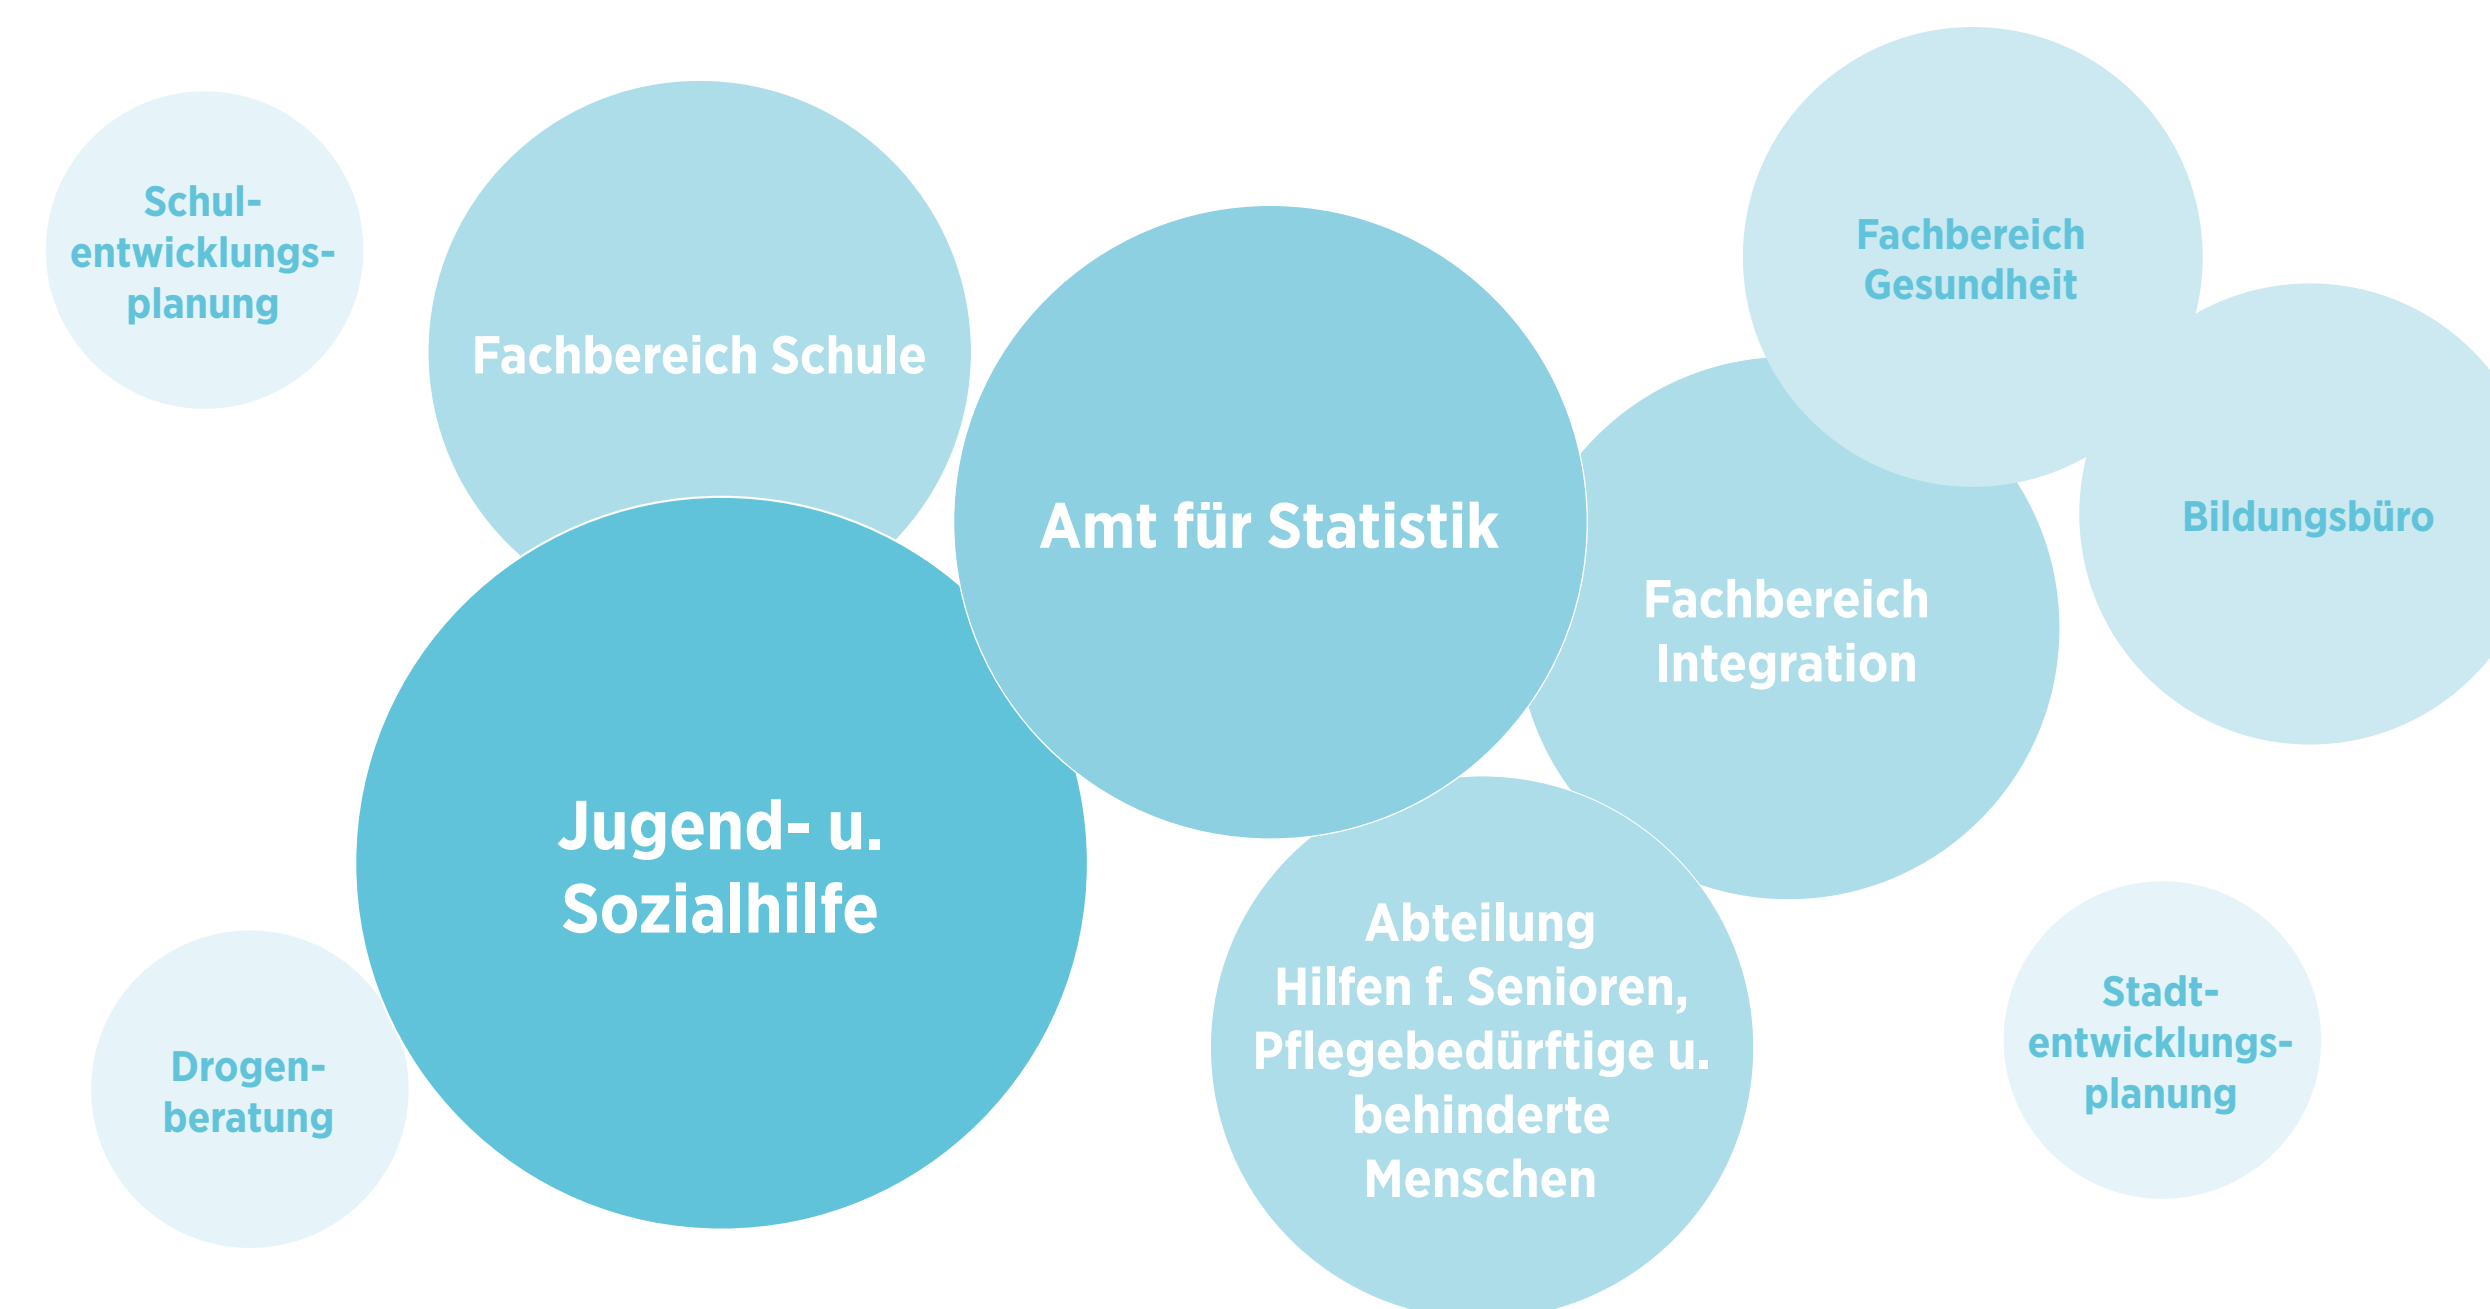 Schul-
entwicklungs-
planung
Fachbereich Schule
Amt für Statistik
Fachbereich
Gesundheit
Bildungsbüro
Fachbereich
Integration
Jugend- u.
Sozialhilfe
Drogen-
beratung
Abteilung
Hilfen f. Senioren,
Pflegebedürftige u.
behinderte
Menschen
Stadt-
entwicklungs-
planung